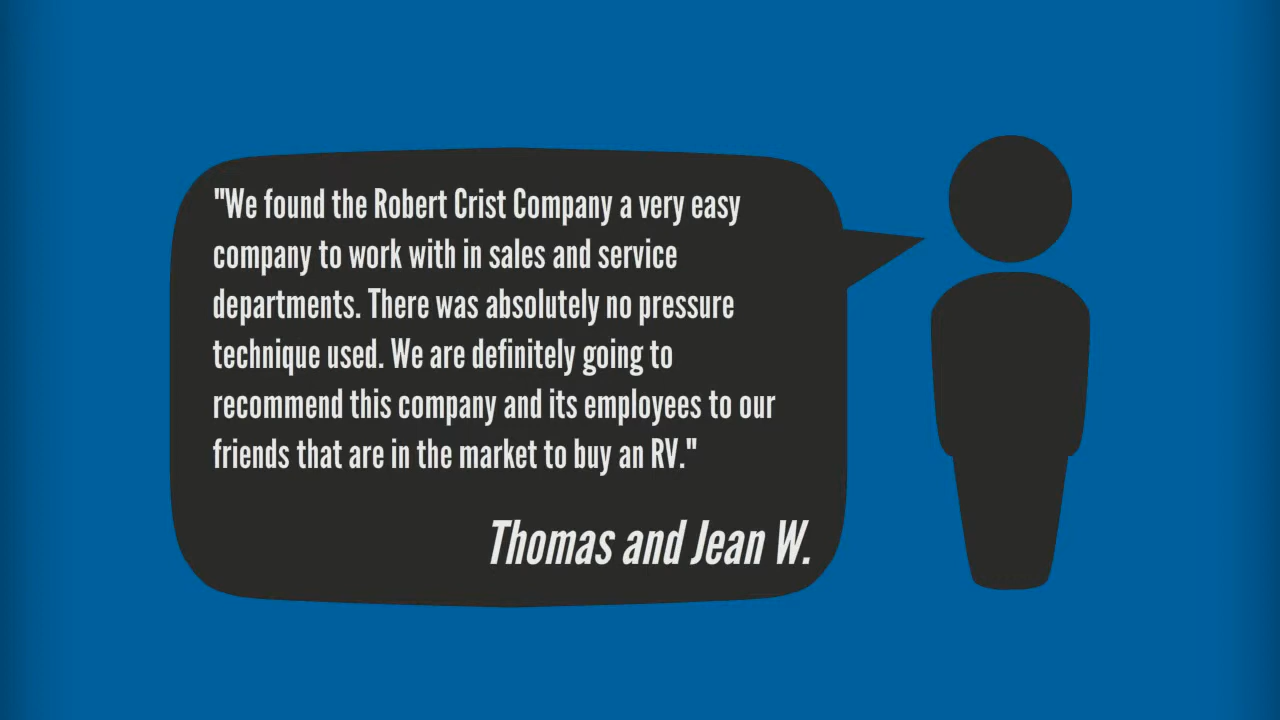 "We found the Robert Crist Company a very easy
company to work with in sales and service
departments. There was absolutely no pressure
technique used. We are definitely going to
recommend this company and its employees to our
friends that are in the market to buy an RV."
Thomas and Jean W.